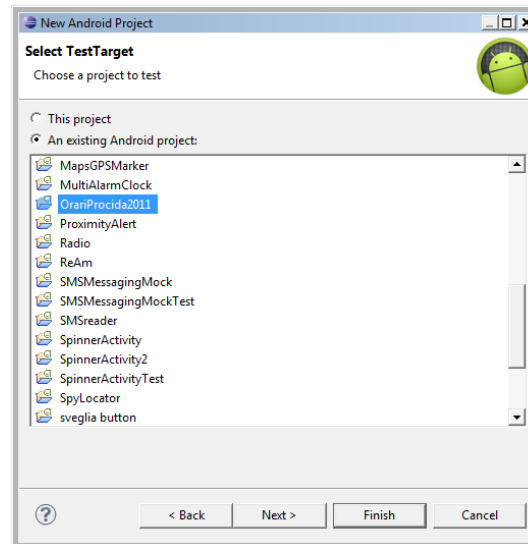 New Android Project
Select TestTarget
Choose a project to test
This project
An existing Android project:
MapsGPSMarker
MultiAlarmClock
OrariProcida2011
ProximityAlert
Radio
ReAm
SMSMessagingMock
SMSMessagingMockTest
SMSreader
SpinnerActivity
SpinnerActivity2
SpinnerActivityTest
SpyLocator
sveglia button
?
< Back Next > Finish Cancel